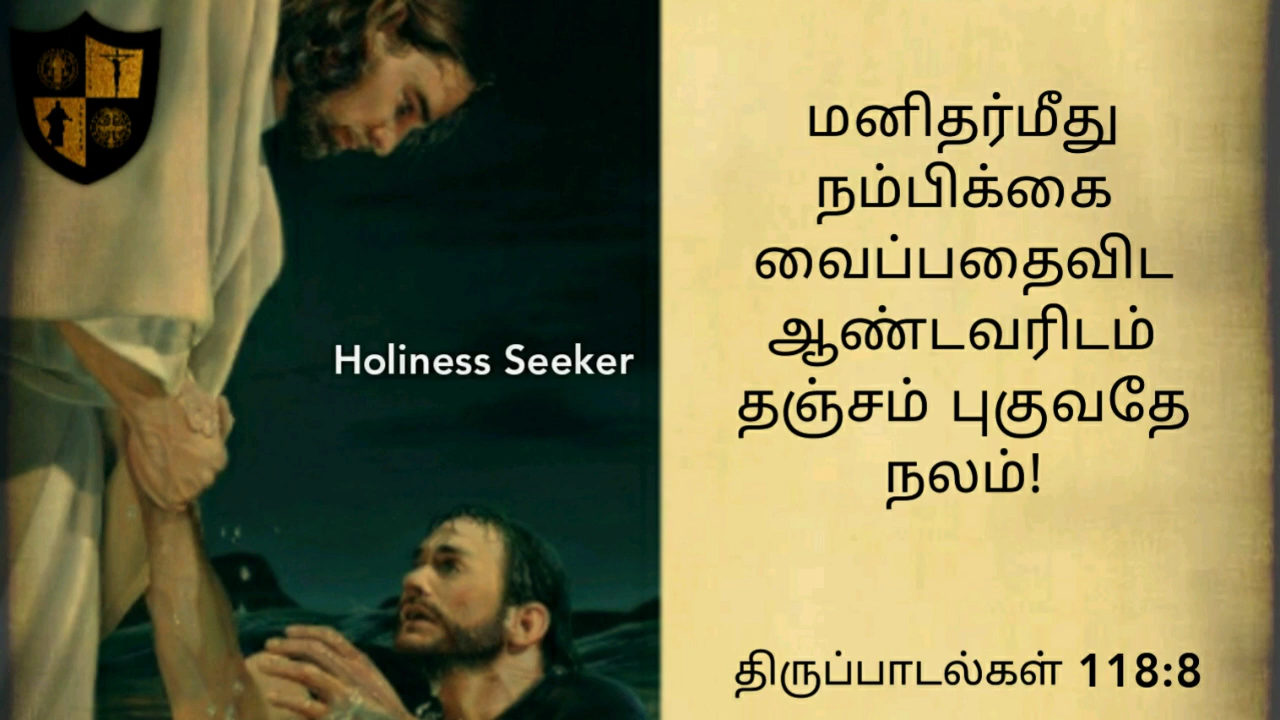 Holiness Seeker
மனிதர்மீது
நம்பிக்கை
வைப்பதைவிட
ஆண்டவரிடம்
தஞ்சம் புகுவதே
நலம்!
திருப்பாடல்கள் 118:8